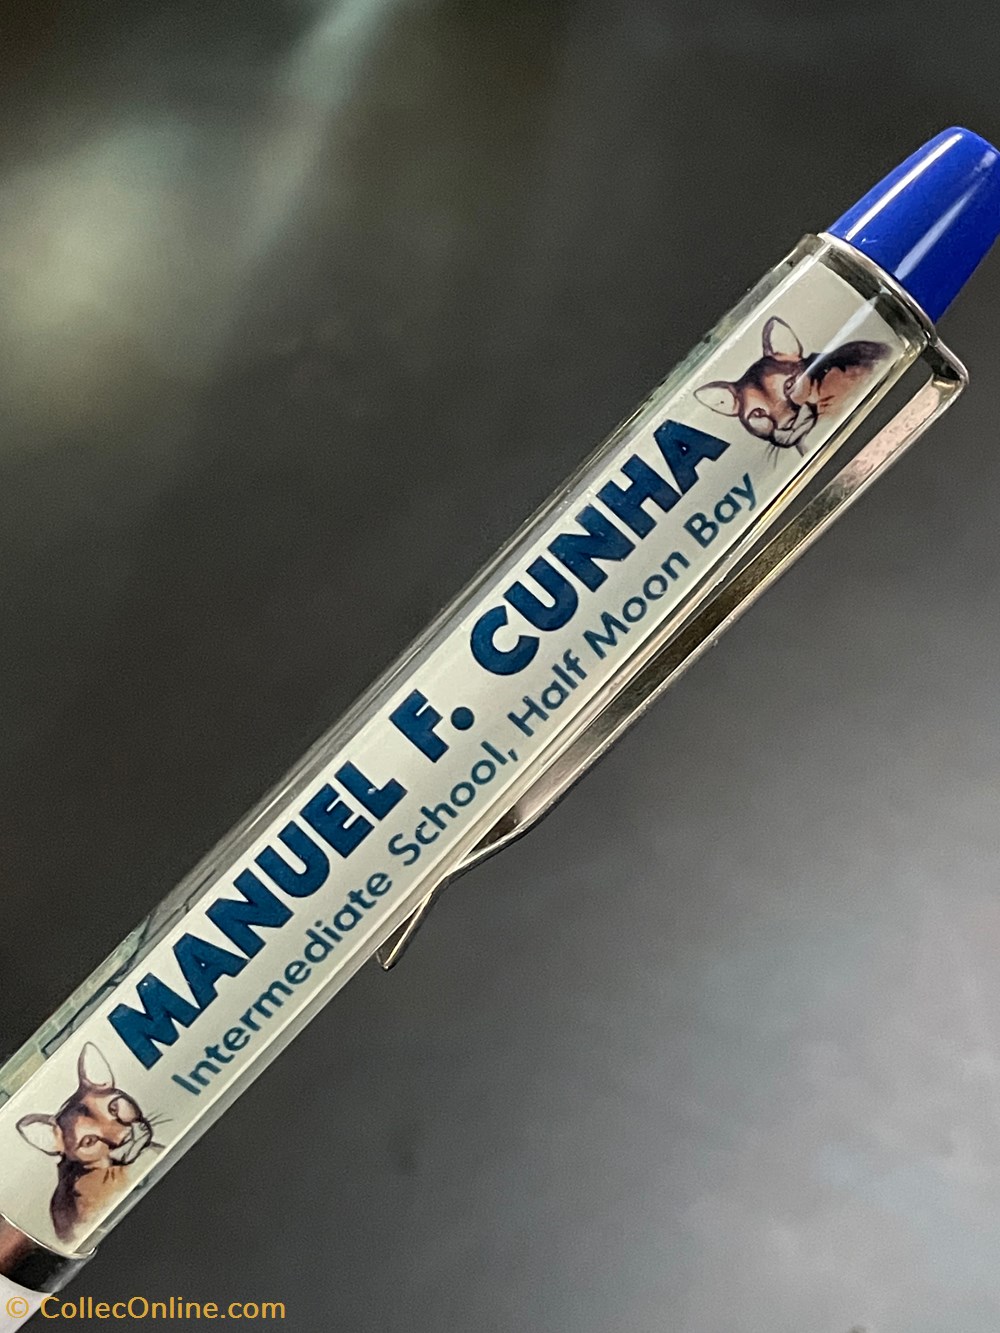 MANUEL F. CUNHA
Intermediate School, Half Moon Bay
© CollecOnline.com